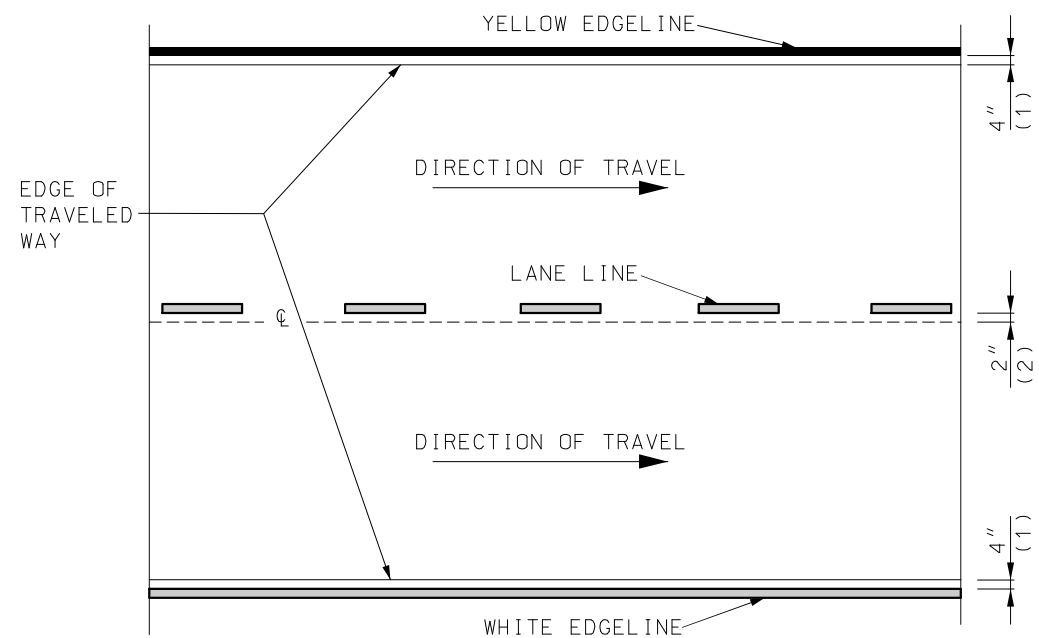 YELLOW EDGELINE
4"
(1)
DIRECTION OF TRAVEL
EDGE OF
TRAVELED
WAY
LANE LINE
℄
2"
(2)
DIRECTION OF TRAVEL
4"
(1)
WHITE EDGELINE